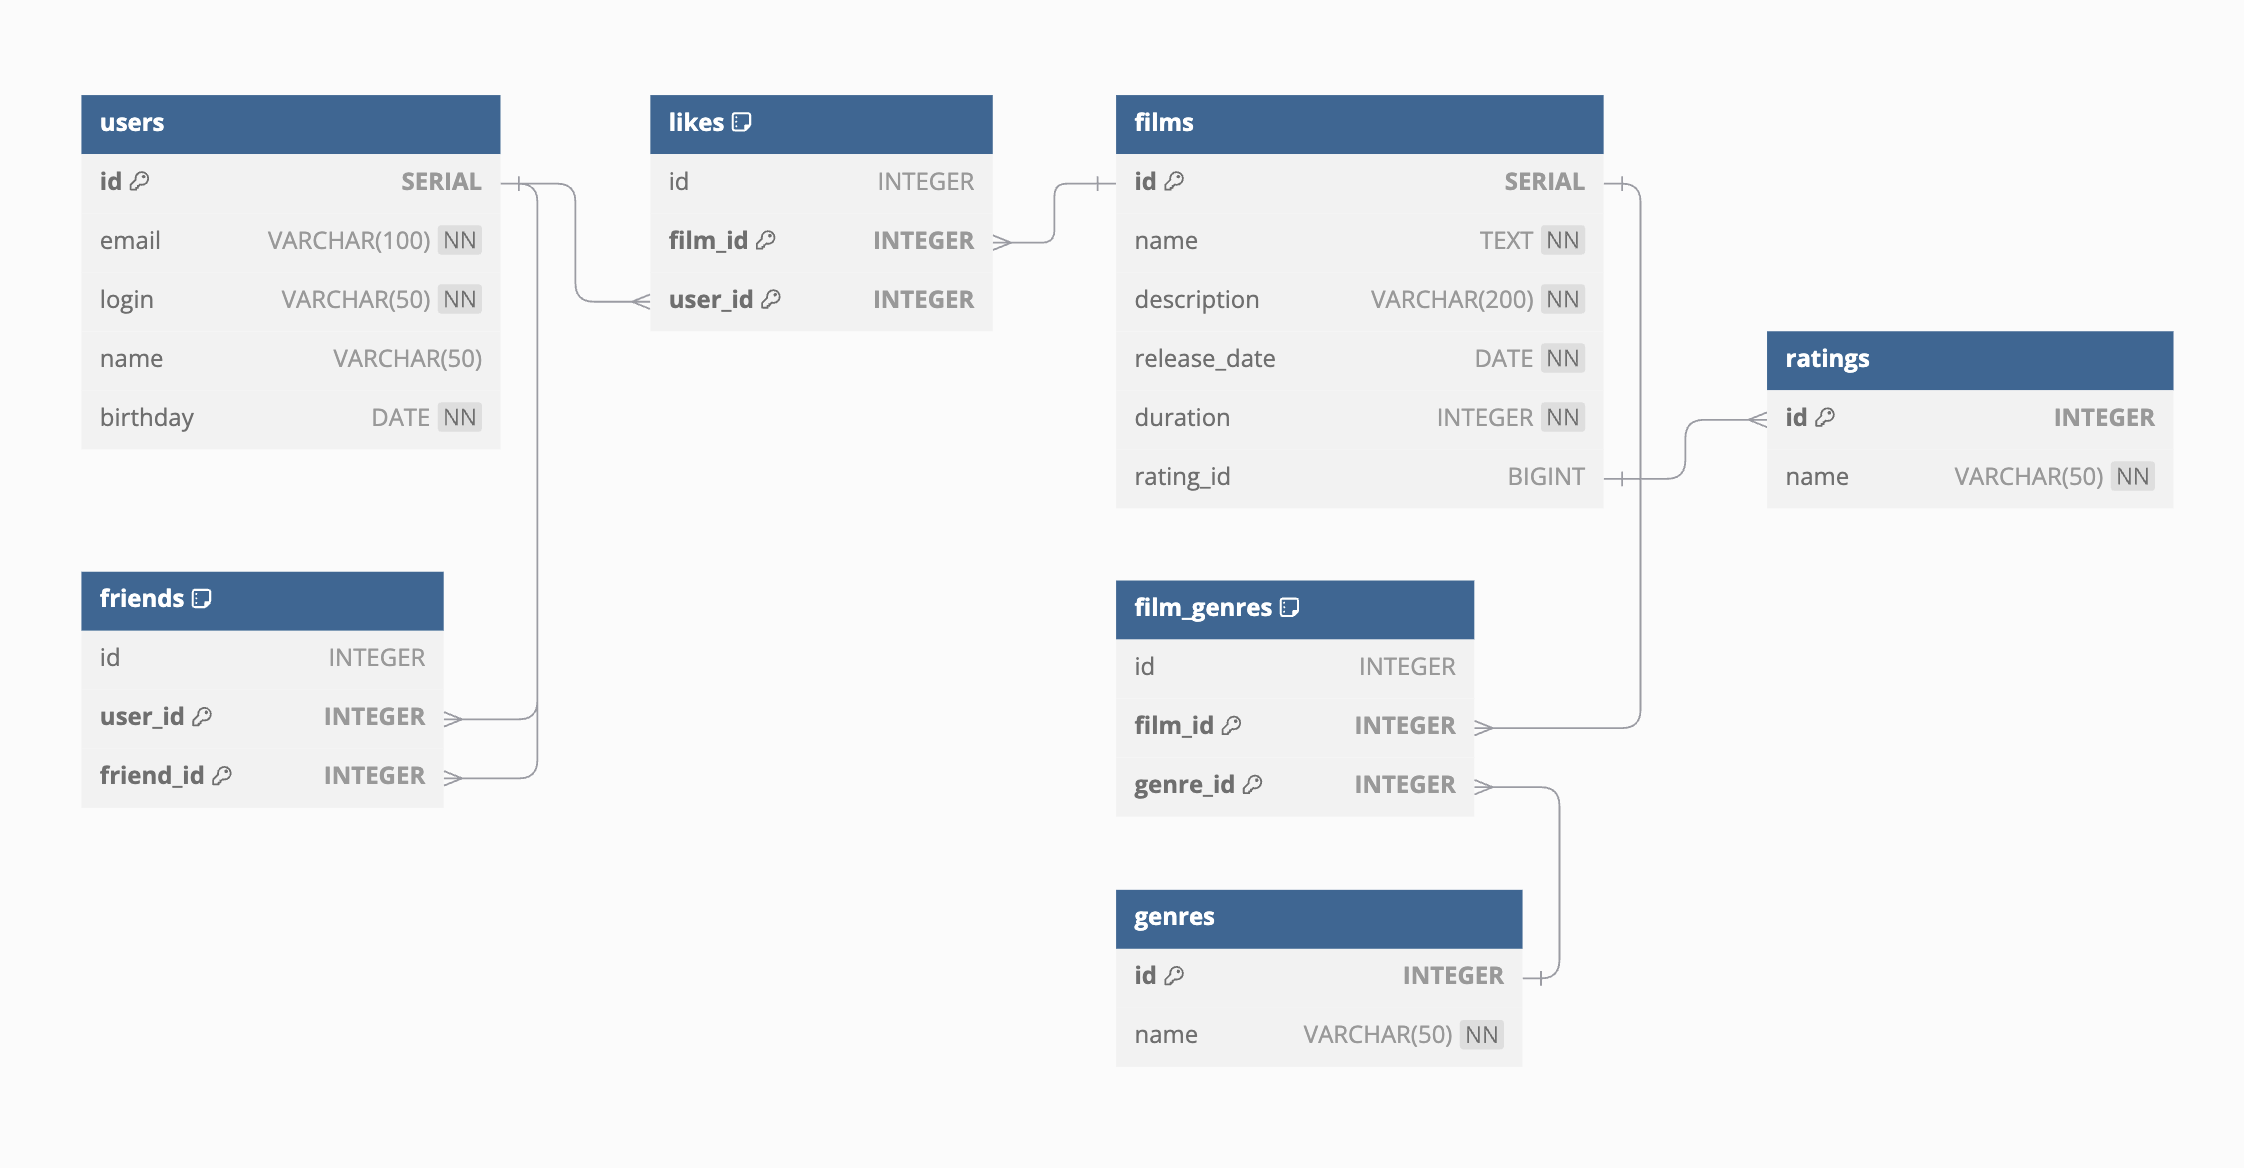 users
id SERIAL
email VARCHAR(100) NN
login VARCHAR(50) NN
name VARCHAR(50)
birthday DATE NN
likes
id INTEGER
film_id INTEGER
user_id INTEGER
films
id SERIAL
name TEXT NN
description VARCHAR(200) NN
release_date DATE NN
duration INTEGER NN
rating_id BIGINT
ratings
id INTEGER
name VARCHAR(50) NN
friends
id INTEGER
user_id INTEGER
friend_id INTEGER
film_genres
id INTEGER
film_id INTEGER
genre_id INTEGER
genres
id INTEGER
name VARCHAR(50) NN